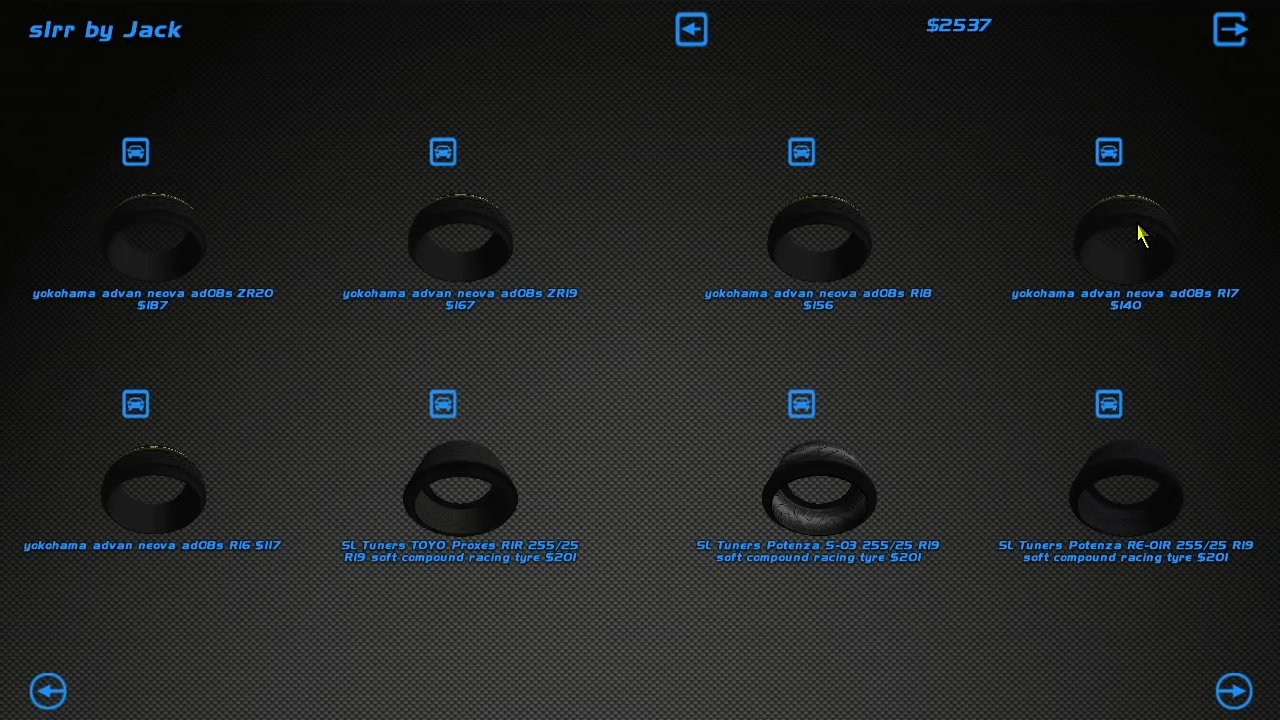 slrr by Jack
$2537
yokohama advan neova ad08s ZR20
$187
yokohama advan neova ad08s ZR19
$167
yokohama advan neova ad08s R18
$156
yokohama advan neova ad08s R17
$140
yokohama advan neova ad08s R16 $117
SL Tuners TOYO Proxes R1R 255/25
R19 soft compound racing tyre $201
SL Tuners Potenza S-03 255/25 R19
soft compound racing tyre $201
SL Tuners Potenza RE-01R 255/25 R19
soft compound racing tyre $201